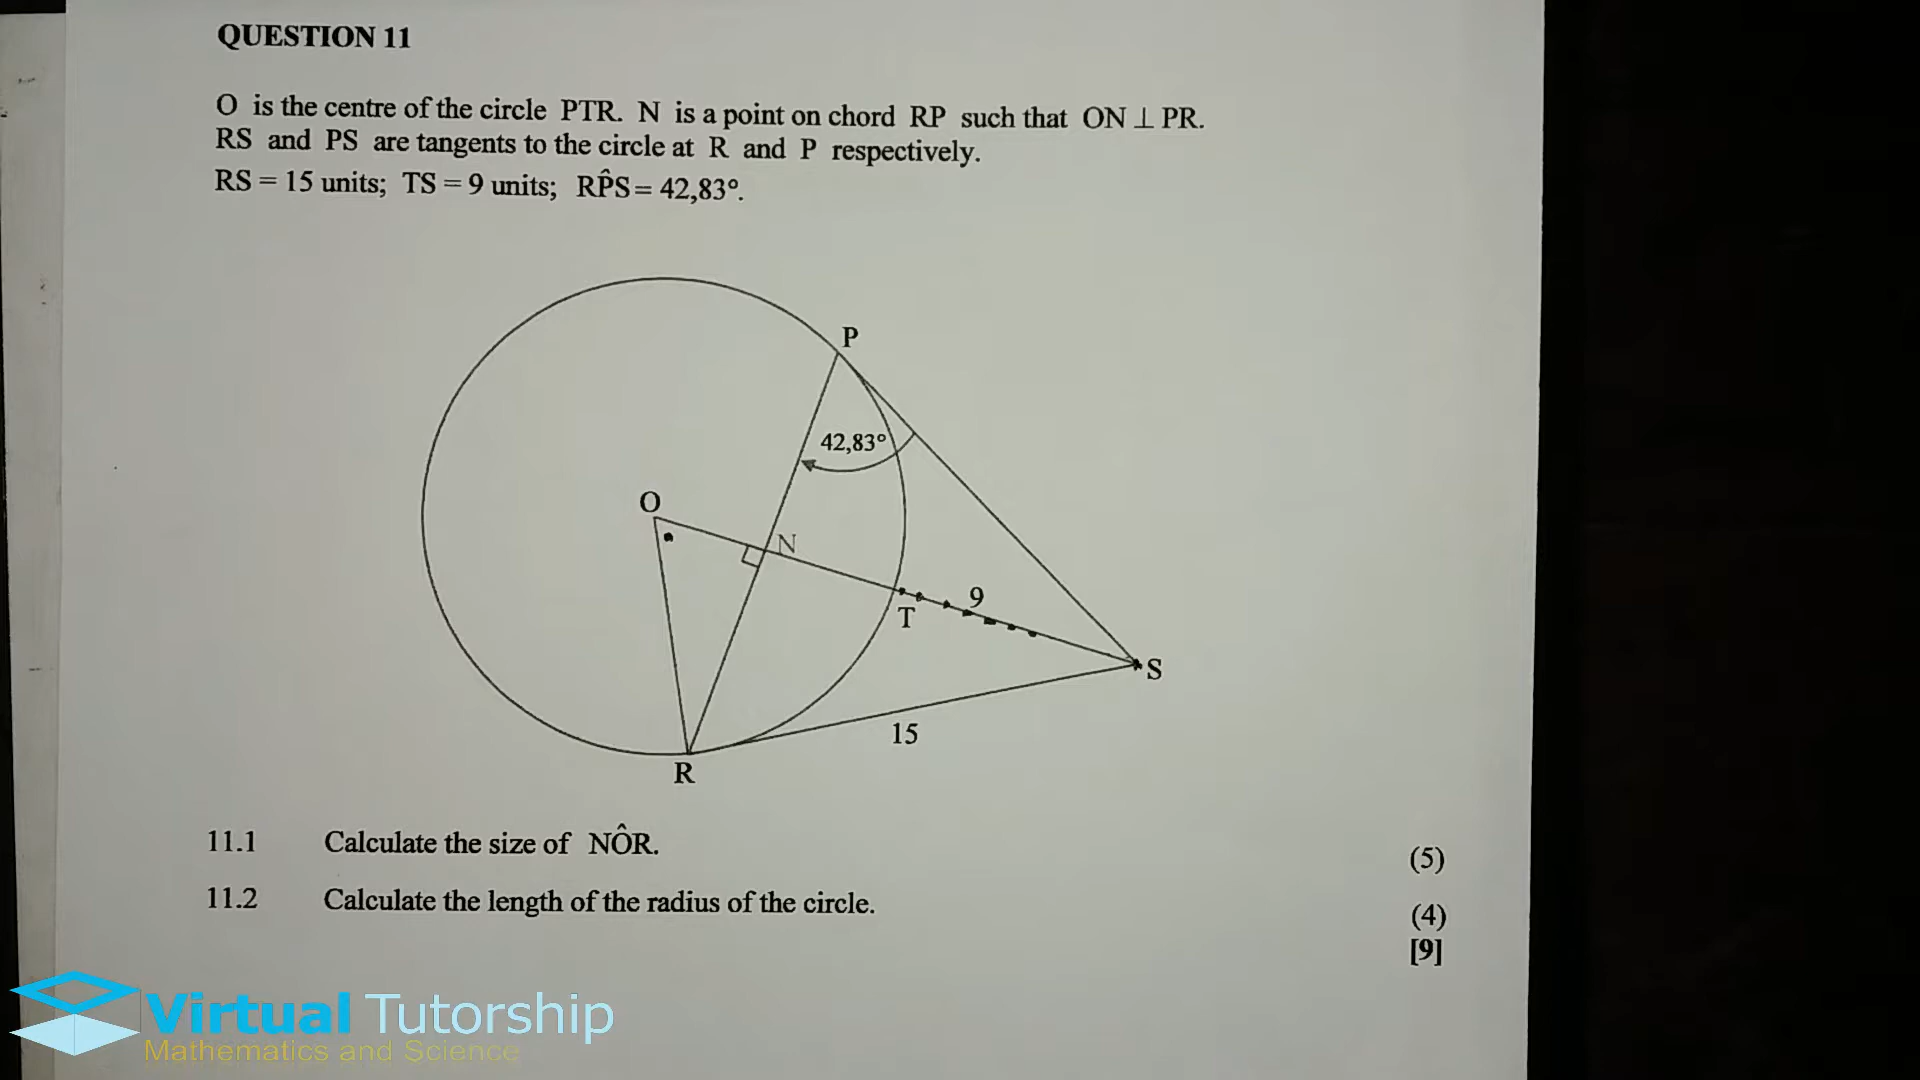 QUESTION 11
O is the centre of the circle PTR. N is a point on chord RP such that ON ⊥ PR.
RS and PS are tangents to the circle at R and P respectively.
RS = 15 units; TS = 9 units; RP̂S = 42,83°.
P
42,83°
O
N
9
T
S
15
R
11.1 Calculate the size of NÔR. (5)
11.2 Calculate the length of the radius of the circle. (4)
[9]
Virtual Tutorship
Mathematics and Science